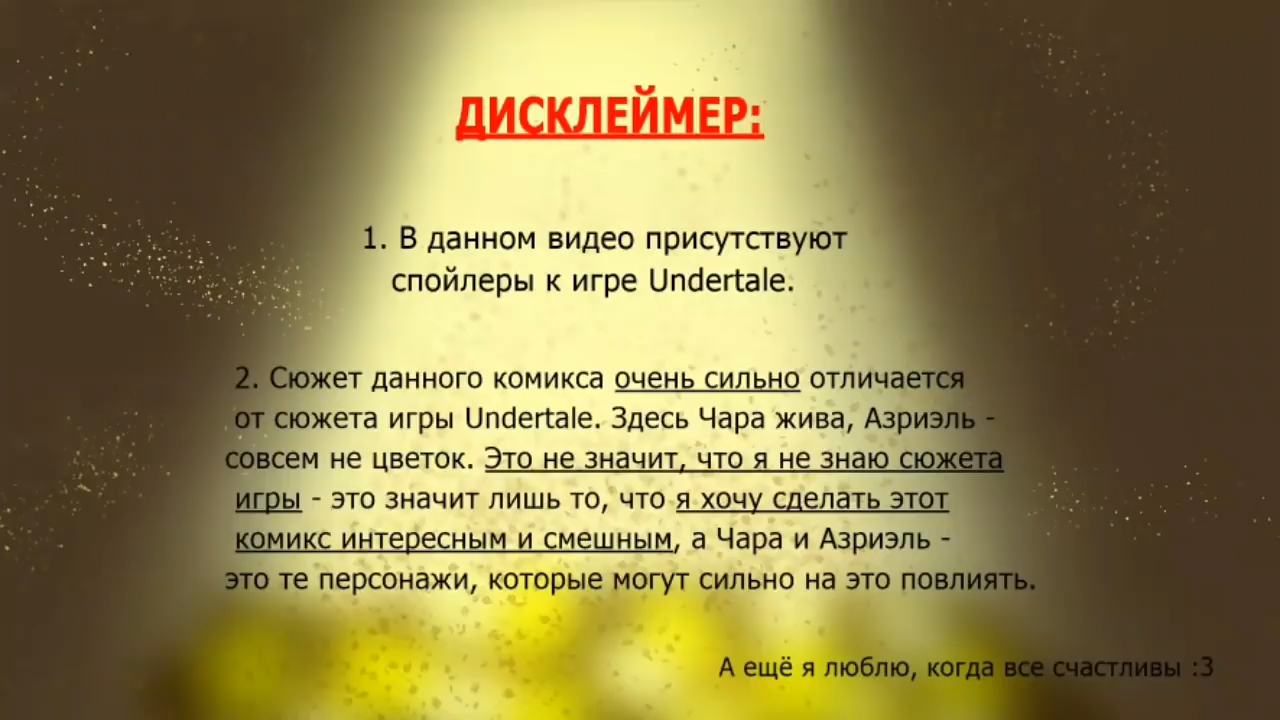 ДИСКЛЕЙМЕР:
1. В данном видео присутствуют
спойлеры к игре Undertale.
2. Сюжет данного комикса очень сильно отличается
от сюжета игры Undertale. Здесь Чара жива, Азриэль -
совсем не цветок. Это не значит, что я не знаю сюжета
игры - это значит лишь то, что я хочу сделать этот
комикс интересным и смешным, а Чара и Азриэль -
это те персонажи, которые могут сильно на это повлиять.
А ещё я люблю, когда все счастливы :3